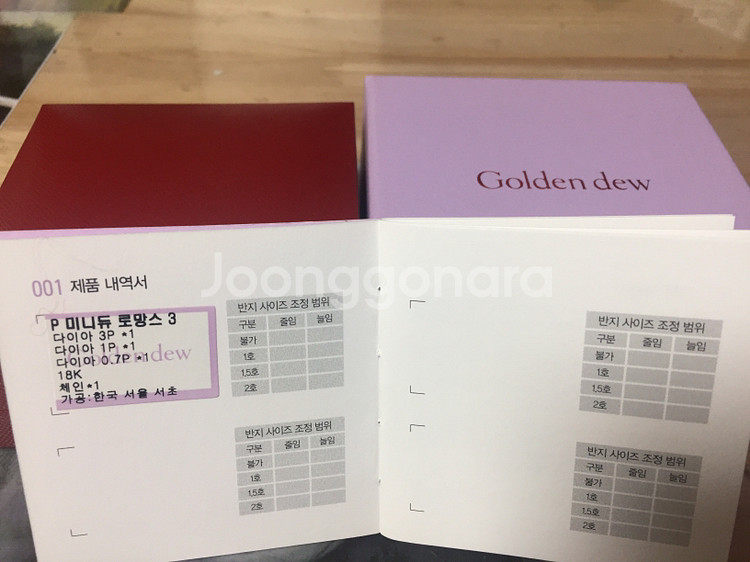 Golden dew
Joonggonara
001 제품 내역서
P 미니듀 로망스 3
다이아 3P *1
다이아 1P *1
다이아 0.7P *1
18K
체인*1
가공:한국 서울 서초
Golden dew
반지 사이즈 조정 범위
구분 줄임 늘임
불가
1호
1.5호
2호
반지 사이즈 조정 범위
구분 줄임 늘임
불가
1호
1.5호
2호
반지 사이즈 조정 범위
구분 줄임 늘임
불가
1호
1.5호
2호
반지 사이즈 조정 범위
구분 줄임 늘임
불가
1호
1.5호
2호